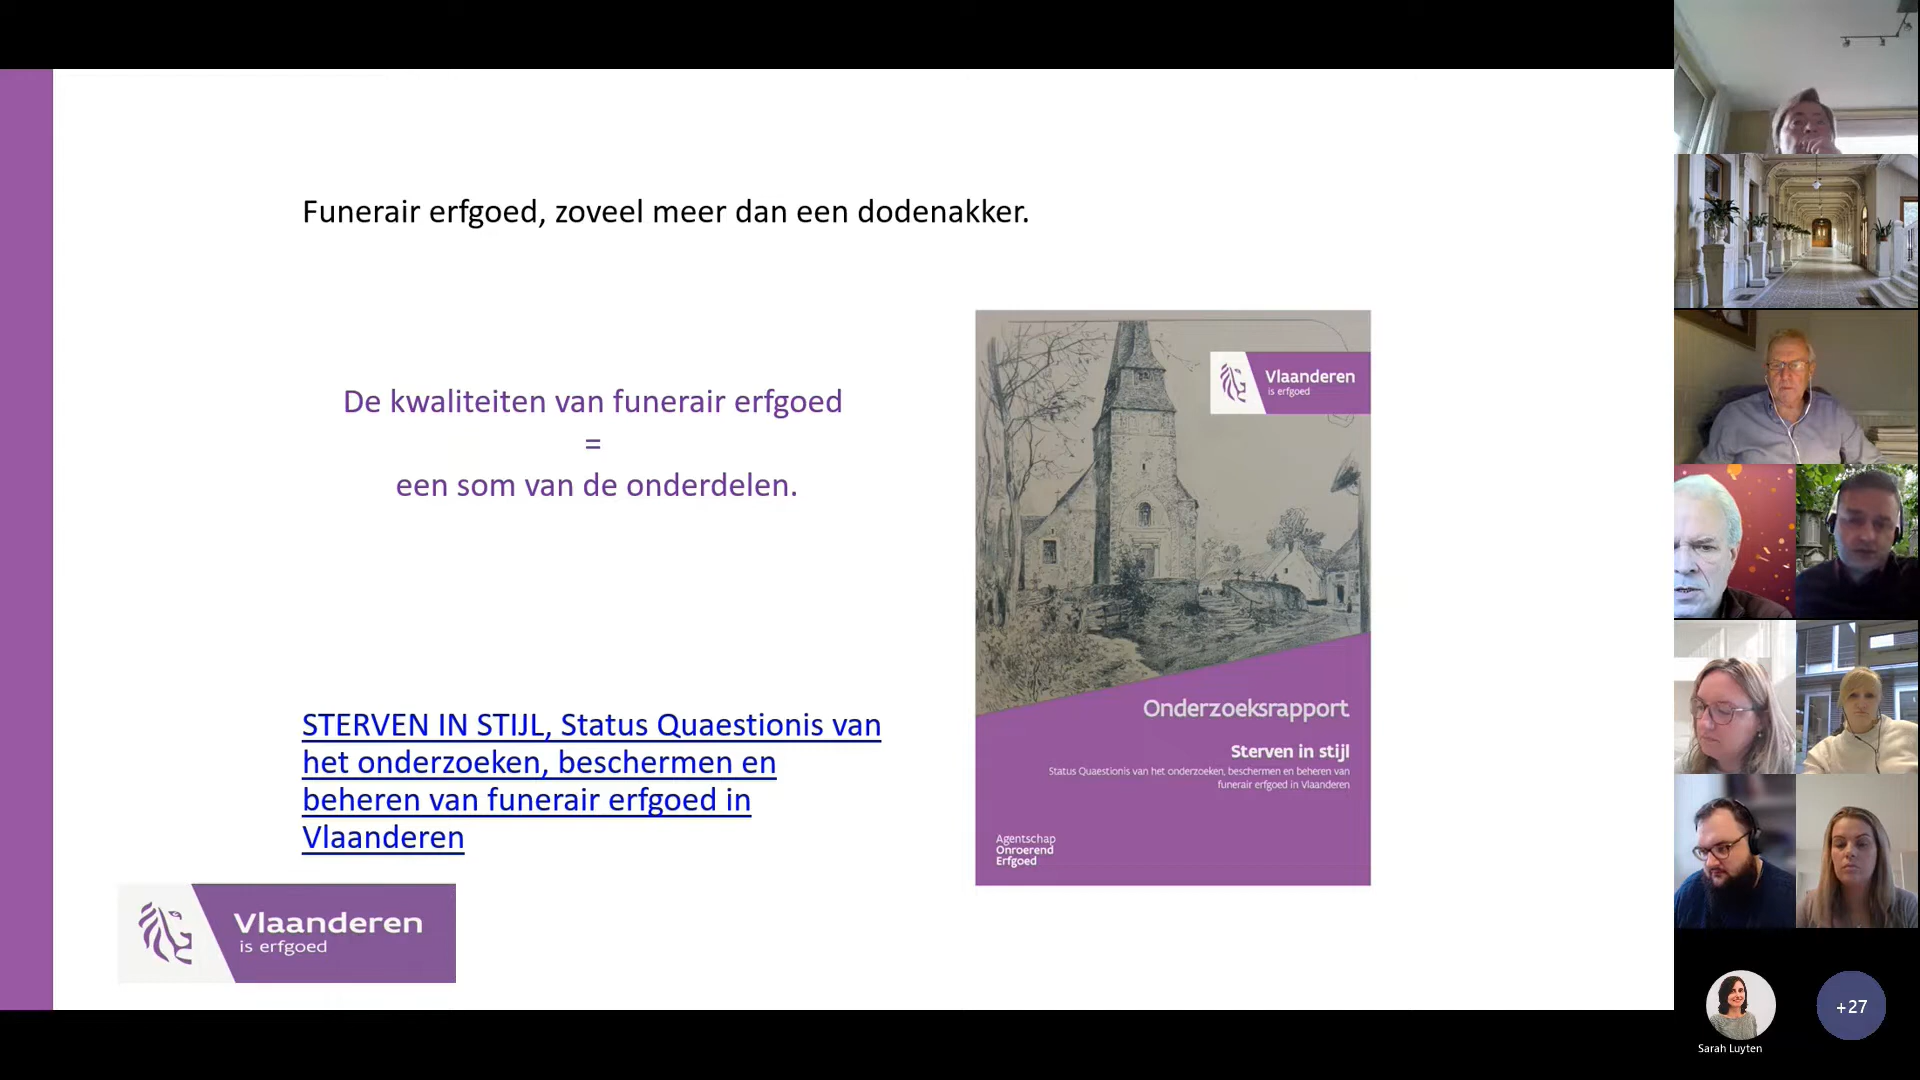 Funerair erfgoed, zoveel meer dan een dodenakker.
De kwaliteiten van funerair erfgoed
=
een som van de onderdelen.
STERVEN IN STIJL, Status Quaestionis van
het onderzoeken, beschermen en
beheren van funerair erfgoed in
Vlaanderen
Vlaanderen
is erfgoed
Vlaanderen
is erfgoed
Onderzoeksrapport
Sterven in stijl
Status Quaestionis van het onderzoeken, beschermen en beheren van
funerair erfgoed in Vlaanderen
Agentschap
Onroerend
Erfgoed
+27
Sarah Luyten